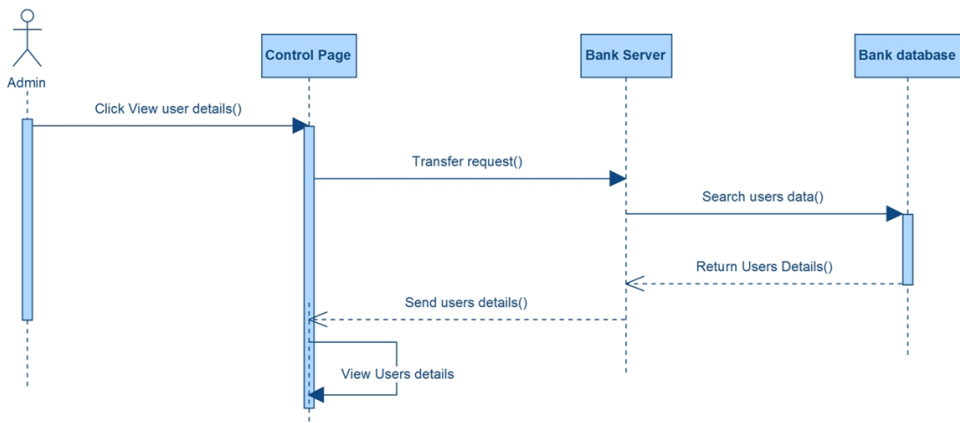 Admin
Control Page
Bank Server
Bank database
Click View user details()
Transfer request()
Search users data()
Return Users Details()
Send users details()
View Users details